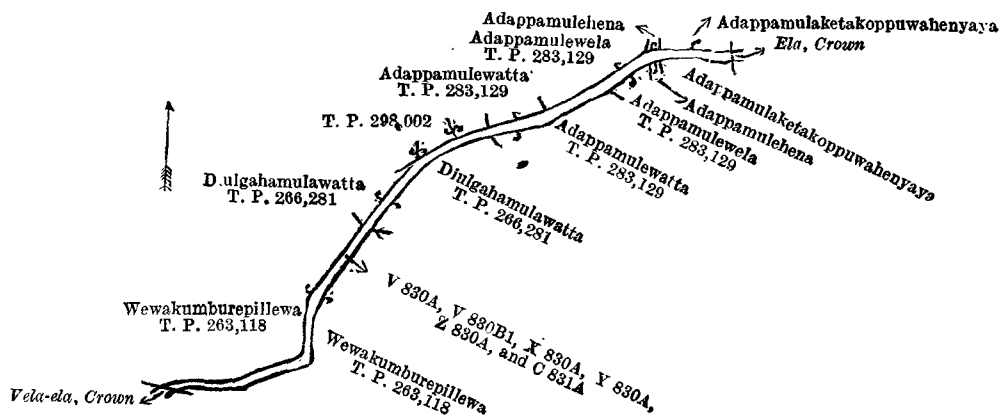 Adappamulehena
Adappamulewela
T. P. 283,129
Adappamulaketakoppuwahenyaya
Ela, Crown
Adappamulewatta
T. P. 283,129
T. P. 298,002
Adappamulaketakoppuwahenyaya
Adappamulehena
Adappamulewela
T. P. 283,129
Adappamulewatta
T. P. 283,129
Diulgahamulawatta
T. P. 266,281
D.ulgahamulawatta
T. P. 266,281
V 830A, V 830B1, X 830A, Y 830A,
Z 830A, and C 831A
Wewakumburepillewa
T. P. 263,118
Wewakumburepillewa
T. P. 263,118
Vela-ela, Crown